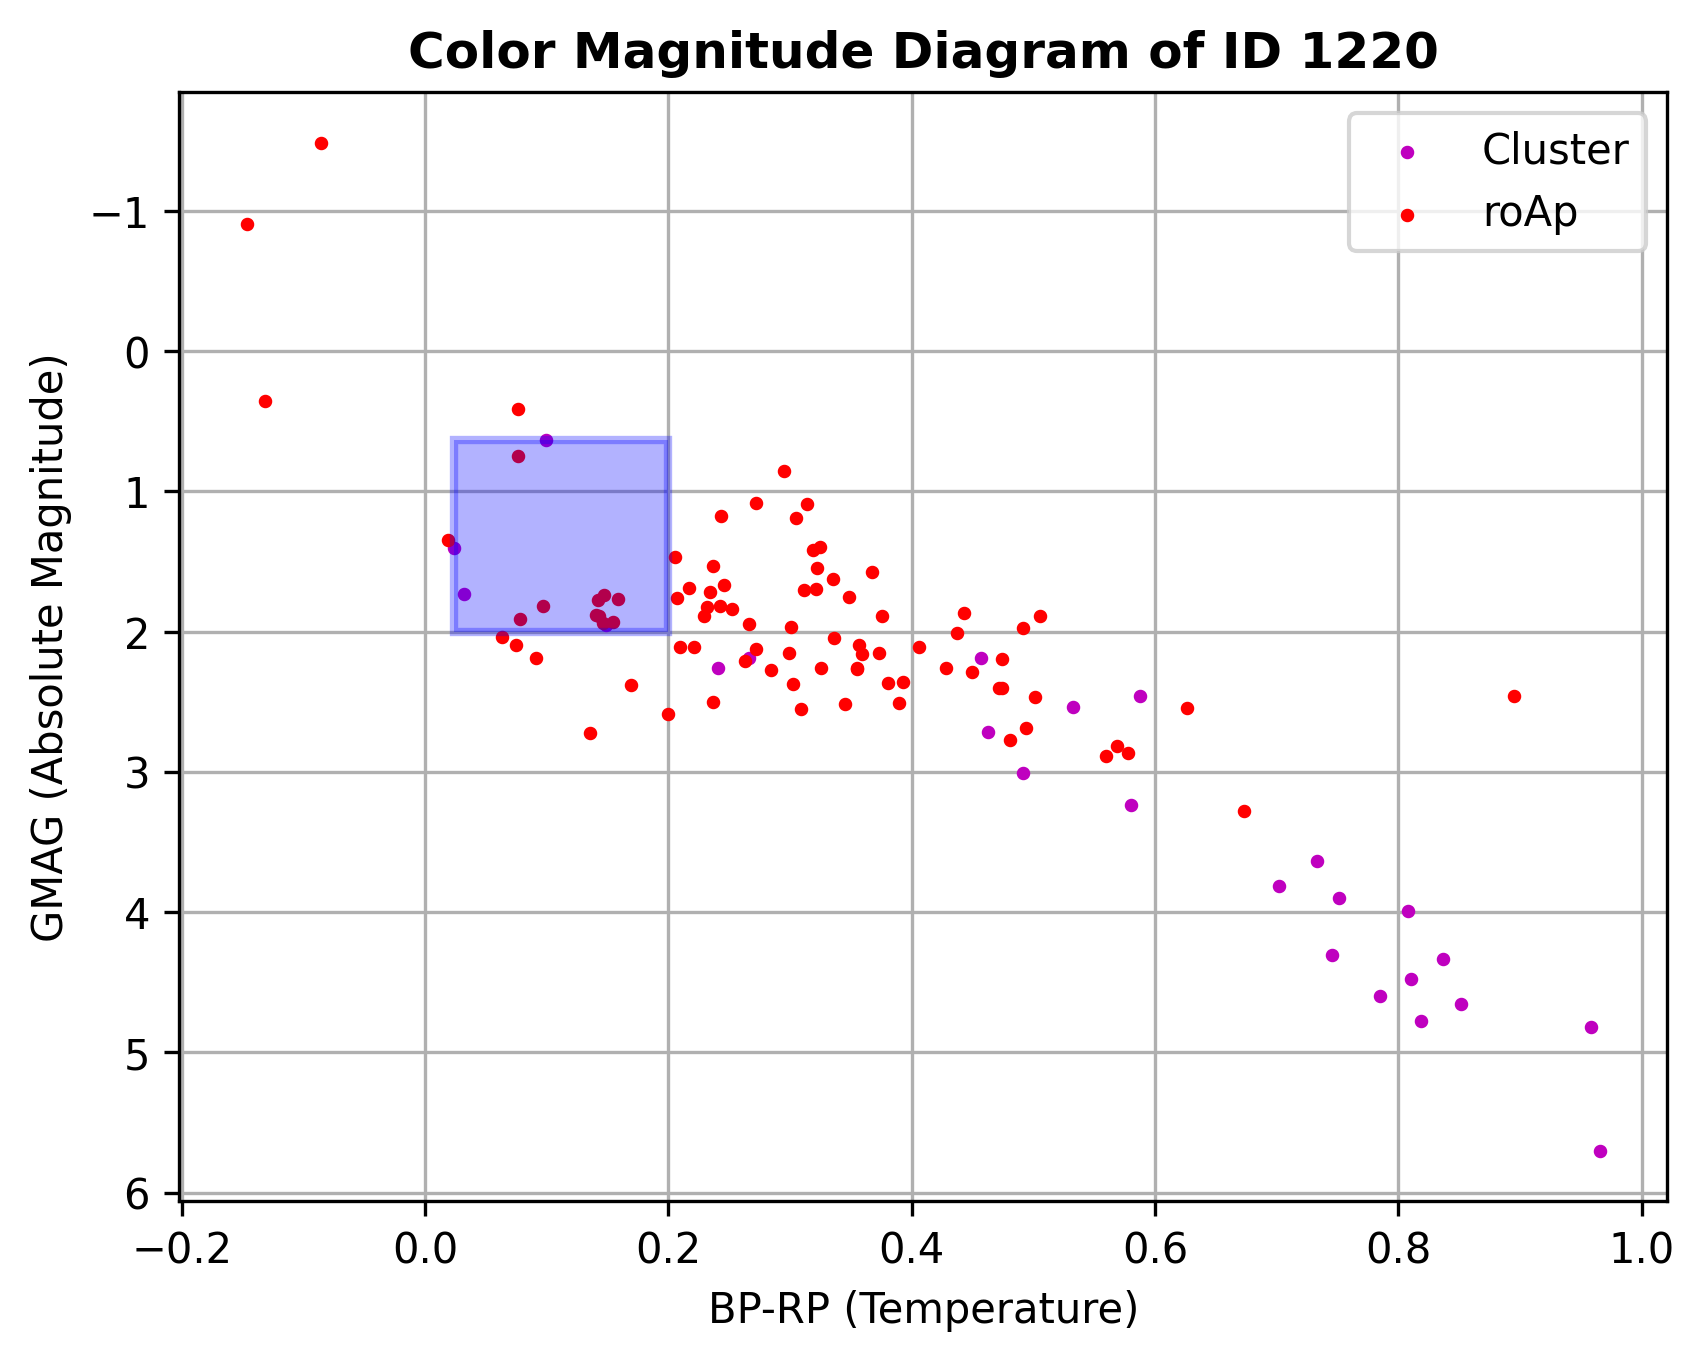 Color Magnitude Diagram of ID 1220
Cluster
roAp
GMAG (Absolute Magnitude)
−1
0
1
2
3
4
5
6
−0.2 0.0 0.2 0.4 0.6 0.8 1.0
BP-RP (Temperature)